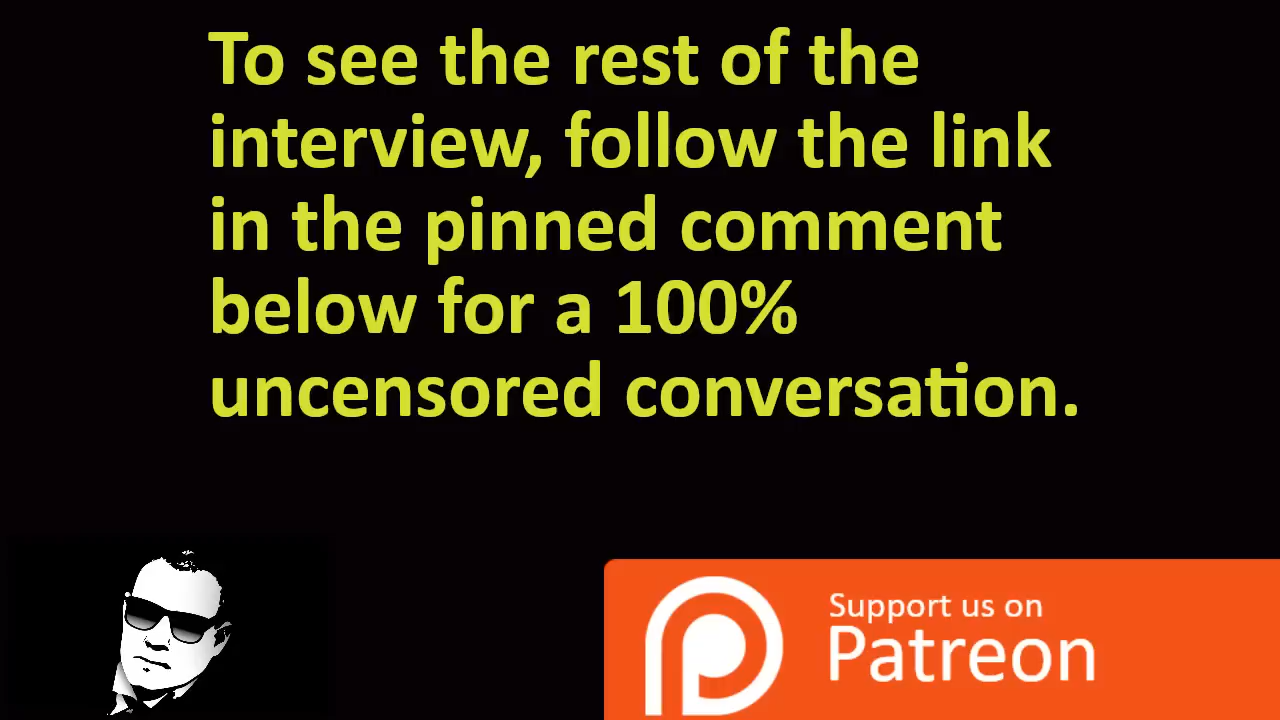 To see the rest of the
interview, follow the link
in the pinned comment
below for a 100%
uncensored conversation.
Support us on
Patreon